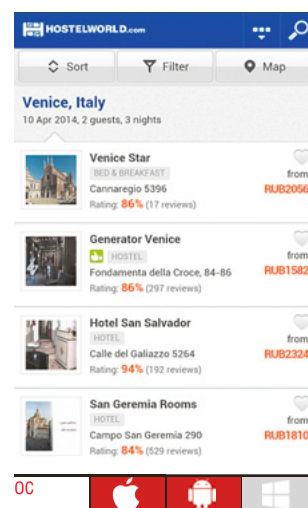 HOSTELWORLD.com
Sort Filter Map
Venice, Italy
10 Apr 2014, 2 guests, 3 nights
Venice Star
BED & BREAKFAST
from
Cannaregio 5396
RUB2056
Rating: 86% (17 reviews)
Generator Venice
HOSTEL
from
Fondamenta della Croce, 84-86
RUB1582
Rating: 86% (297 reviews)
Hotel San Salvador
HOTEL
from
Calle del Galiazzo 5264
RUB2324
Rating: 94% (192 reviews)
San Geremia Rooms
HOTEL
from
Campo San Geremia 290
RUB1810
Rating: 84% (529 reviews)
ОС